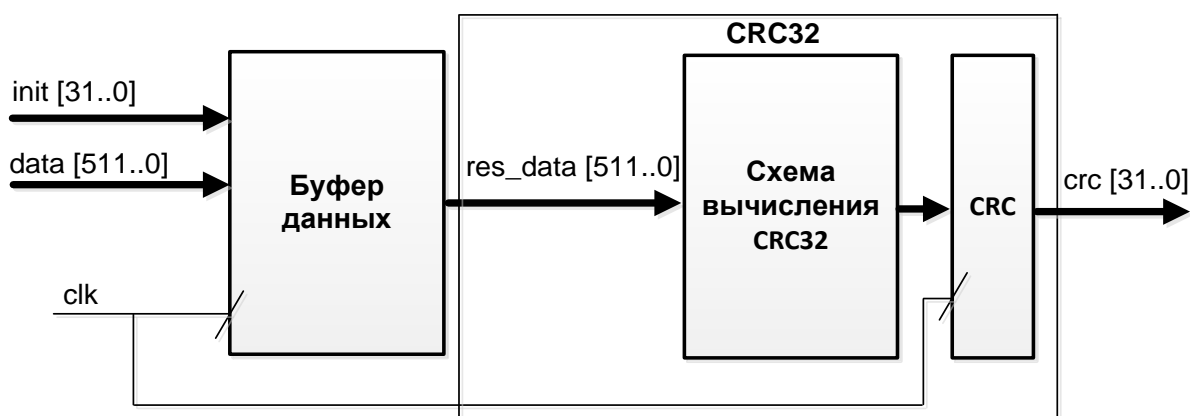 CRC32
init [31..0]
data [511..0]
Буфер
данных
clk
res_data [511..0]
Схема
вычисления
CRC32
CRC
crc [31..0]